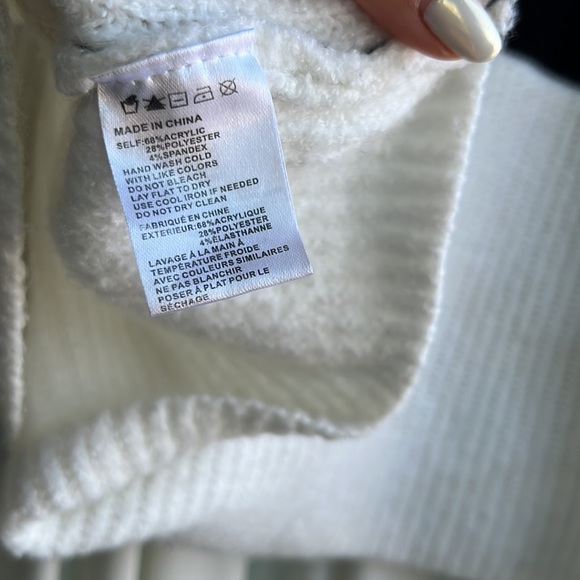 MADE IN CHINA
SELF:68%ACRYLIC
28%POLYESTER
4%SPANDEX
HAND WASH COLD
WITH LIKE COLORS
DO NOT BLEACH
LAY FLAT TO DRY
USE COOL IRON IF NEEDED
DO NOT DRY CLEAN
FABRIQUÉ EN CHINE
EXTERIEUR:68%ACRYLIQUE
28%POLYESTER
4%ÉLASTHANNE
LAVAGE À LA MAIN À
TEMPÉRATURE FROIDE
AVEC COULEURS SIMILAIRES
NE PAS BLANCHIR
POSER À PLAT POUR LE
SÉCHAGE